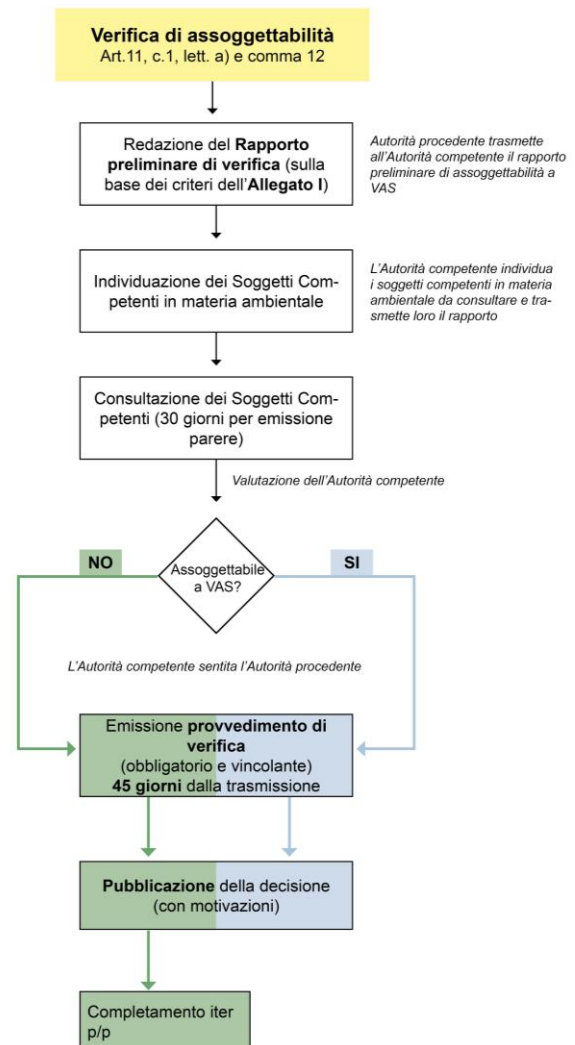 Verifica di assoggettabilità
Art.11, c.1, lett. a) e comma 12
Redazione del Rapporto
preliminare di verifica (sulla
base dei criteri dell'Allegato I)
Autorità procedente trasmette
all'Autorità competente il rapporto
preliminare di assoggettabilità a
VAS
Individuazione dei Soggetti Com-
petenti in materia ambientale
L'Autorità competente individua
i soggetti competenti in materia
ambientale da consultare e tra-
smette loro il rapporto
Consultazione dei Soggetti Com-
petenti (30 giorni per emissione
parere)
Valutazione dell'Autorità competente
NO
Assoggettabile
a VAS?
SI
L'Autorità competente sentita l'Autorità procedente
Emissione provvedimento di
verifica
(obbligatorio e vincolante)
45 giorni dalla trasmissione
Pubblicazione della decisione
(con motivazioni)
Completamento iter
p/p